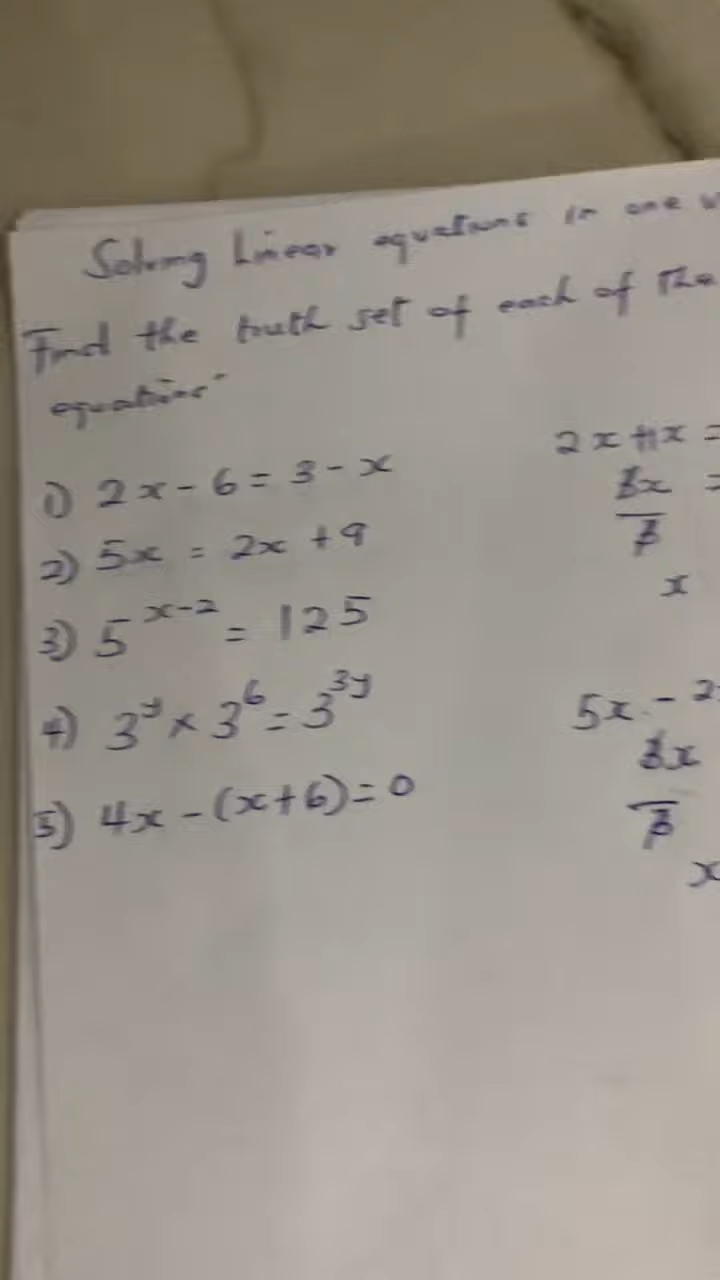 Solving Linear equations in one
Find the truth set of each of the
equations
1) 2x - 6 = 3 - x
2) 5x = 2x + 9
3) 5^(x-2) = 125
4) 3^y × 3^6 = 3^(3y)
5) 4x - (x + 6) = 0
2x + x =
3x =
3
x
5x - 2
3x
3
x